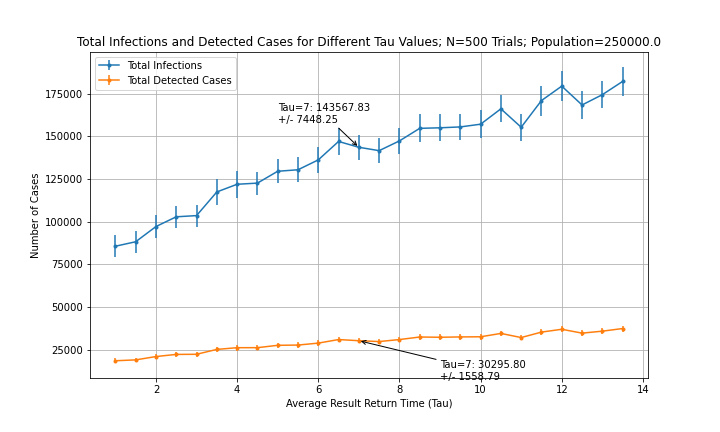 Total Infections and Detected Cases for Different Tau Values; N=500 Trials; Population=250000.0
Total Infections
Total Detected Cases
Tau=7: 143567.83
+/- 7448.25
Number of Cases
175000
150000
125000
100000
75000
50000
25000
Tau=7: 30295.80
+/- 1558.79
2
4
6
8
10
12
14
Average Result Return Time (Tau)